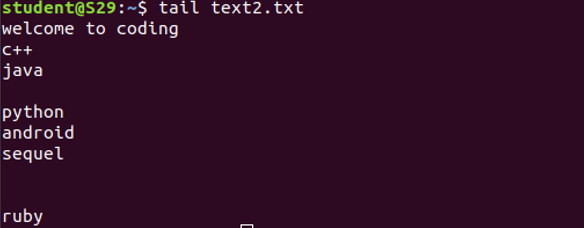 student@S29:~$ tail text2.txt
welcome to coding
c++
java
python
android
sequel
ruby